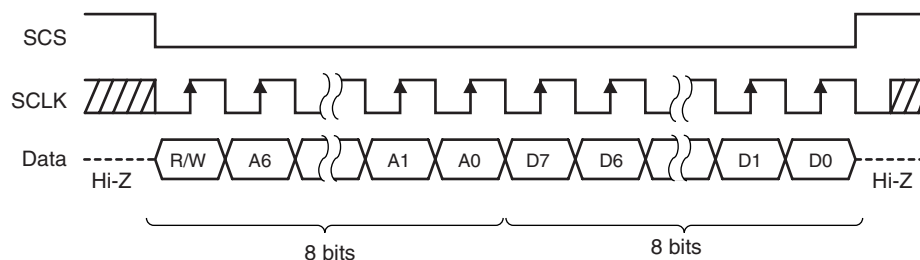 SCS
SCLK
Data
R/W A6 A1 A0 D7 D6 D1 D0
Hi-Z Hi-Z
8 bits 8 bits